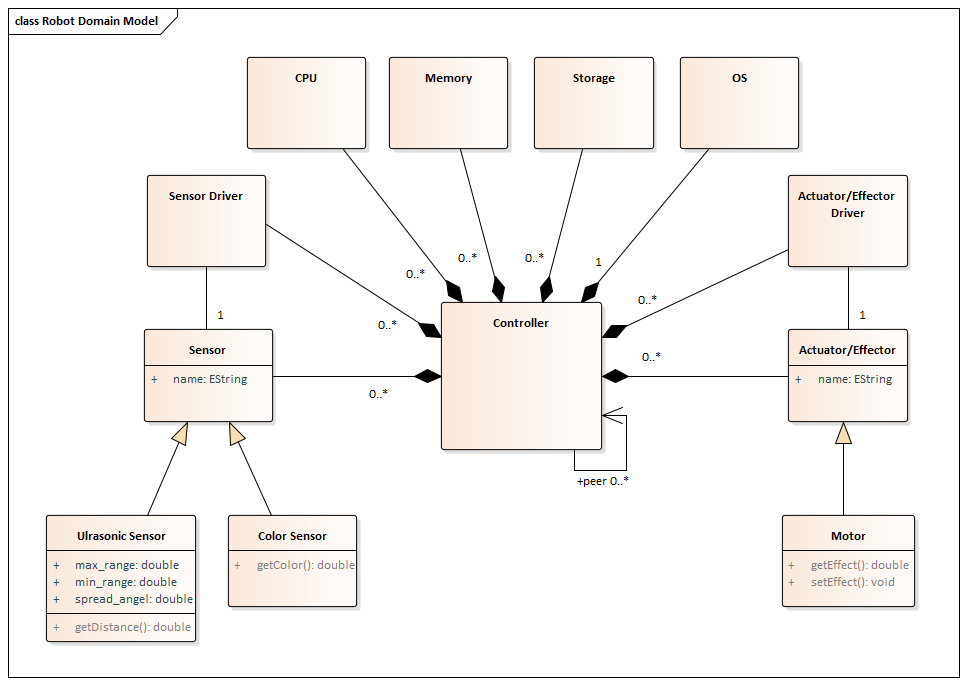 class Robot Domain Model
CPU
Memory
Storage
OS
Sensor Driver
Actuator/Effector
Driver
0..*
0..*
0..*
1
0..*
0..*
1
1
Sensor
+ name: EString
Controller
Actuator/Effector
+ name: EString
0..*
0..*
+peer 0..*
Ulrasonic Sensor
+ max_range: double
+ min_range: double
+ spread_angel: double
+ getDistance(): double
Color Sensor
+ getColor(): double
Motor
+ getEffect(): double
+ setEffect(): void